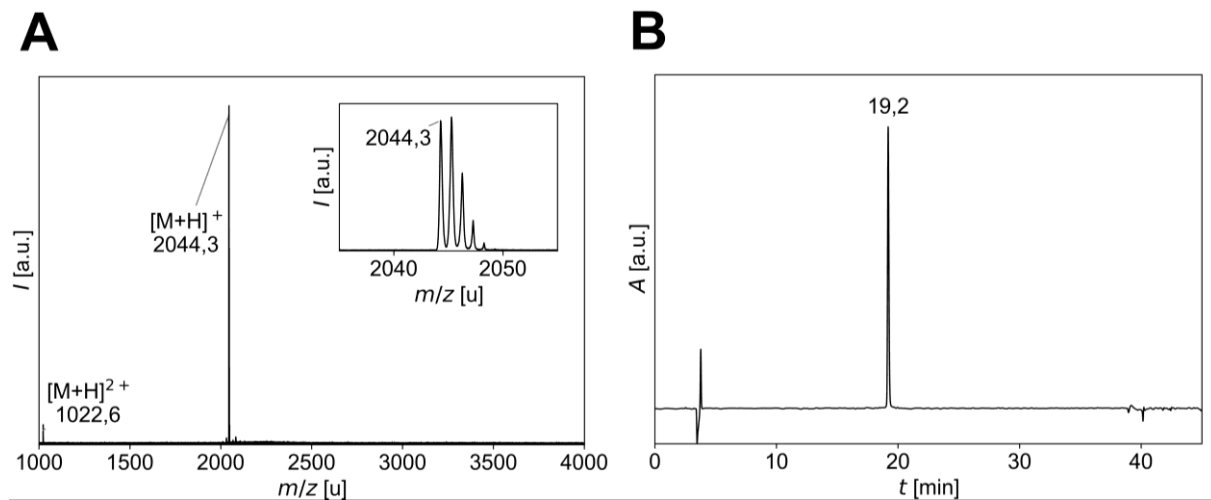 A
B
[M+H]+
2044,3
[M+H]2 +
1022,6
I [a.u.]
1000 1500 2000 2500 3000 3500 4000
m/z [u]
2044,3
I [a.u.]
2040 2050
m/z [u]
19,2
A [a.u.]
0 10 20 30 40
t [min]